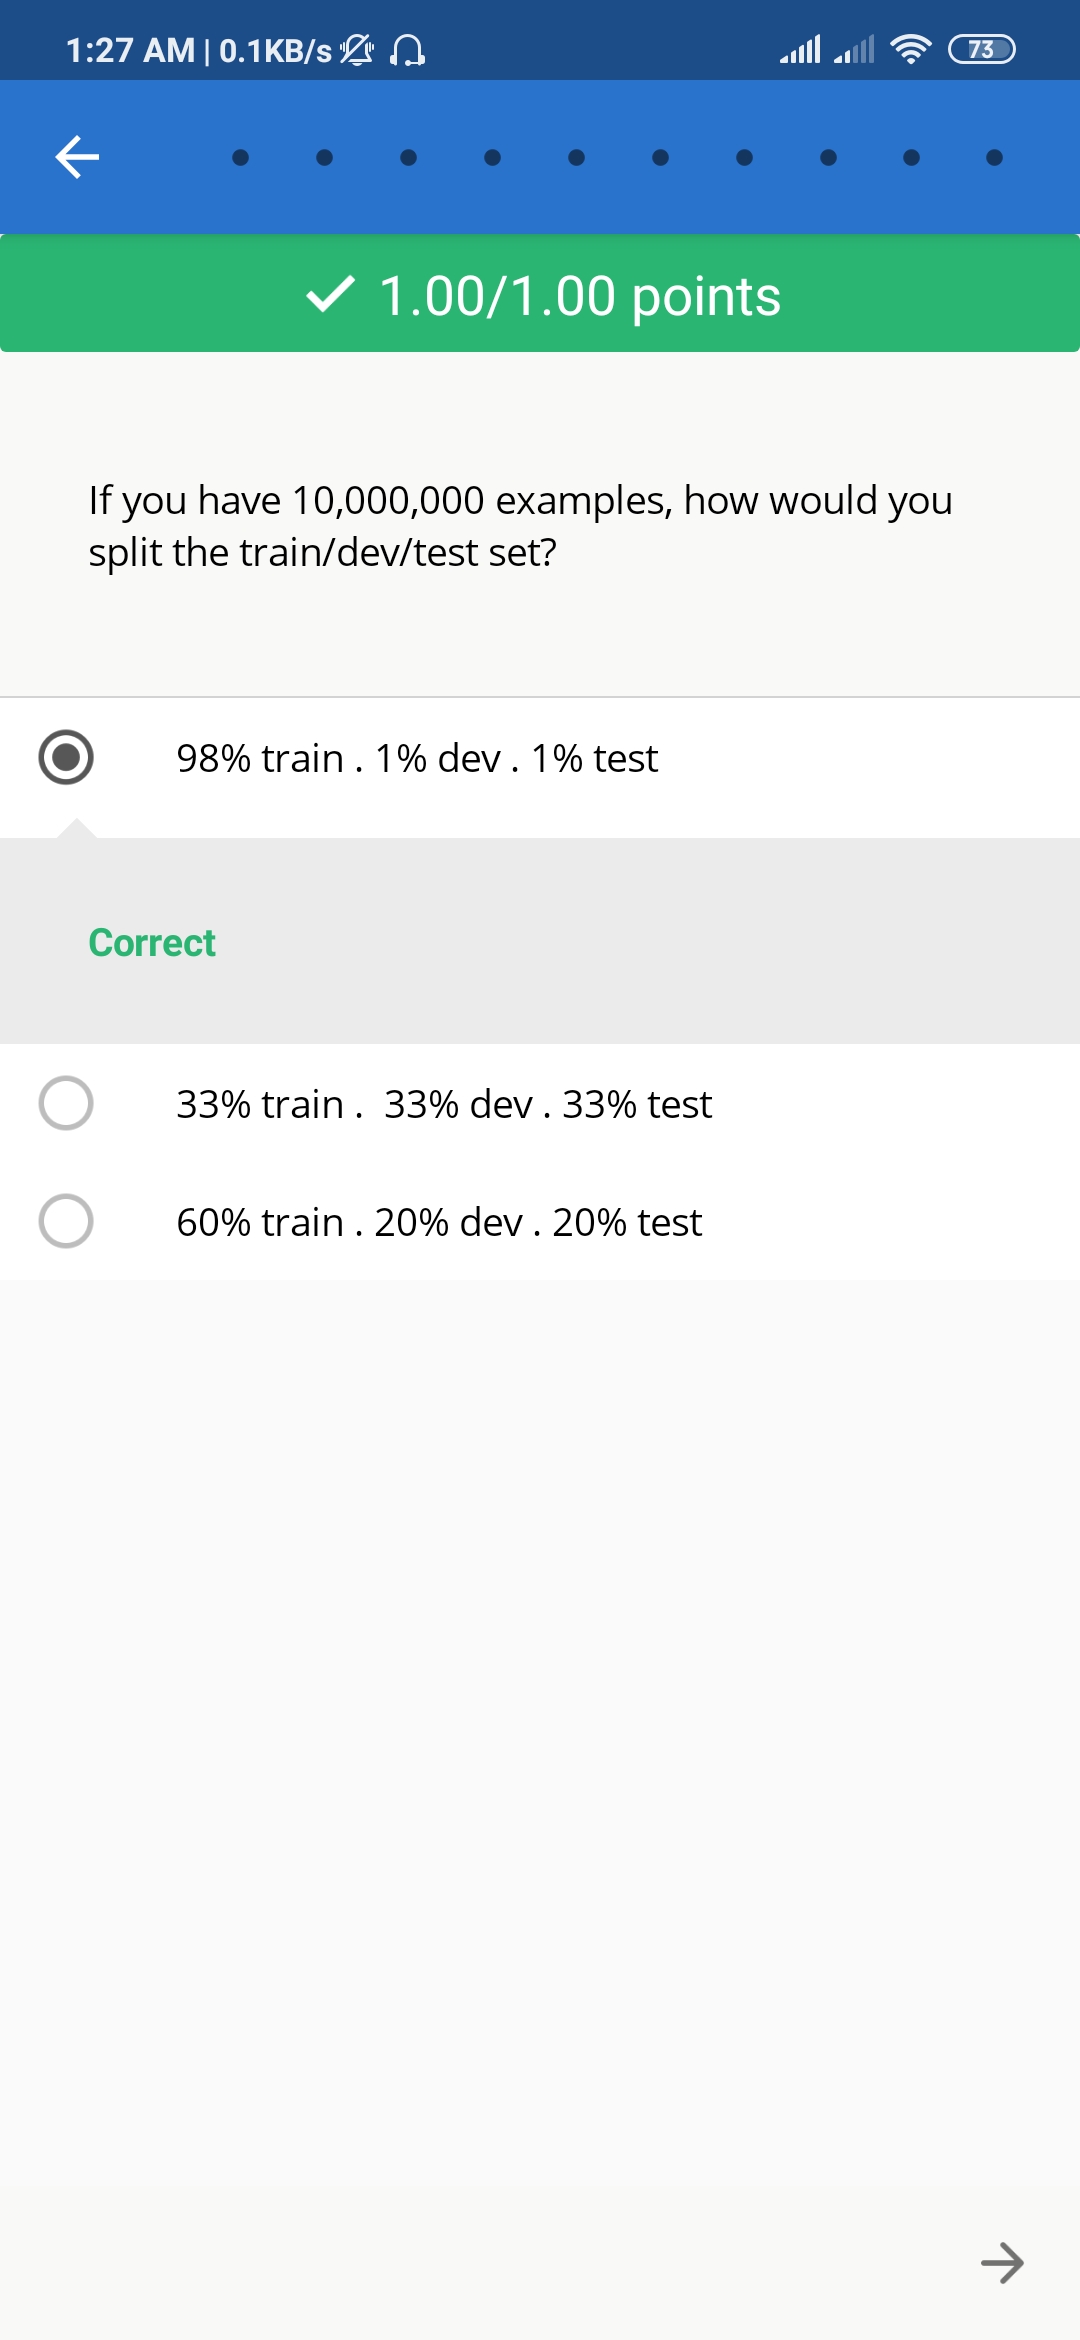 1:27 AM | 0.1KB/s 73
1.00/1.00 points
If you have 10,000,000 examples, how would you
split the train/dev/test set?
98% train . 1% dev . 1% test
Correct
33% train .  33% dev . 33% test
60% train . 20% dev . 20% test